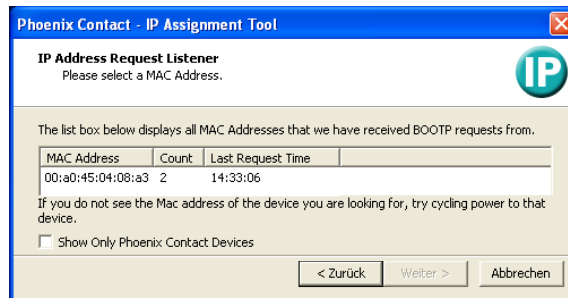 Phoenix Contact - IP Assignment Tool
IP Address Request Listener
Please select a MAC Address.
IP
The list box below displays all MAC Addresses that we have received BOOTP requests from.
MAC Address Count Last Request Time
00:a0:45:04:08:a3 2 14:33:06
If you do not see the Mac address of the device you are looking for, try cycling power to that
device.
Show Only Phoenix Contact Devices
< Zurück Weiter > Abbrechen